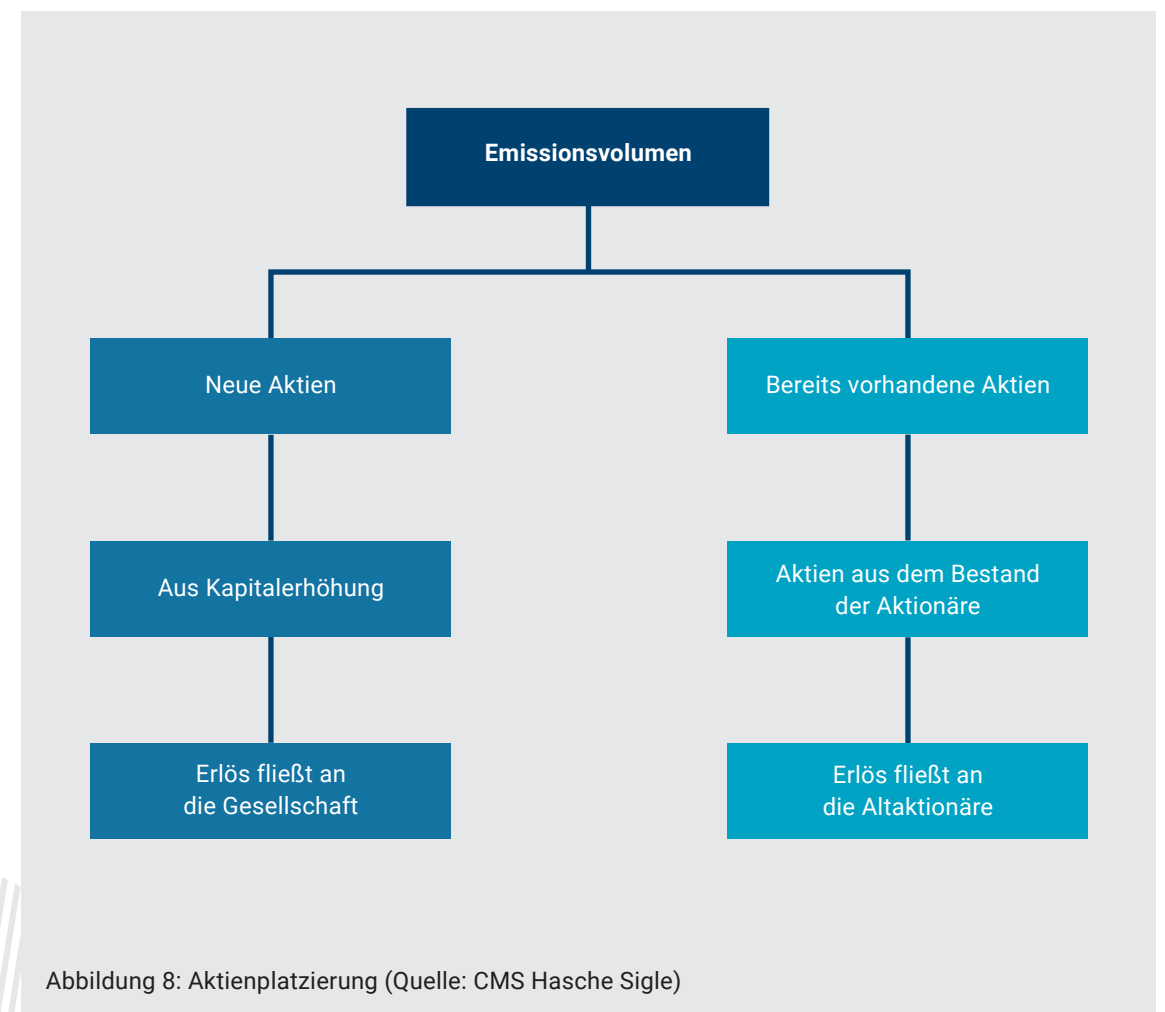 Emissionsvolumen
Neue Aktien
Bereits vorhandene Aktien
Aus Kapitalerhöhung
Aktien aus dem Bestand
der Aktionäre
Erlös fließt an
die Gesellschaft
Erlös fließt an
die Altaktionäre
Abbildung 8: Aktienplatzierung (Quelle: CMS Hasche Sigle)